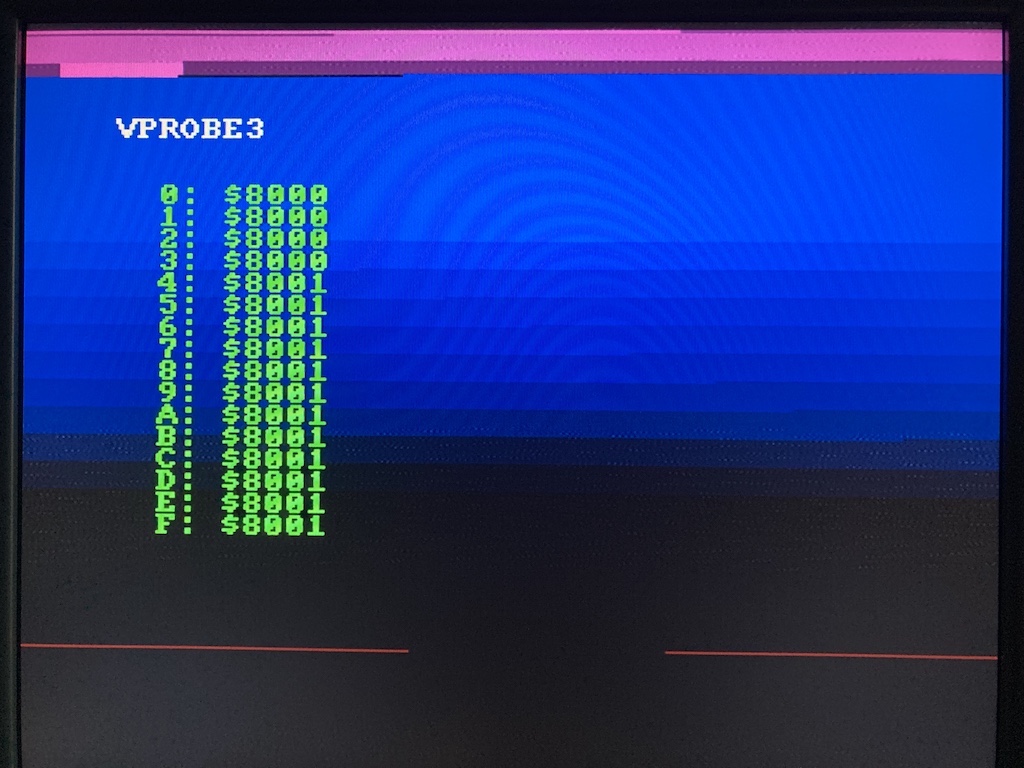 VPROBE3
0: $8000
1: $8000
2: $8000
3: $8000
4: $8001
5: $8001
6: $8001
7: $8001
8: $8001
9: $8001
A: $8001
B: $8001
C: $8001
D: $8001
E: $8001
F: $8001